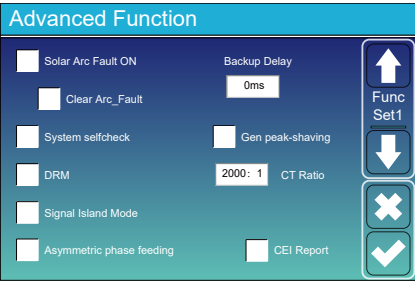 Advanced Function
Solar Arc Fault ON
Backup Delay
Clear Arc_Fault
0ms
Func
Set1
System selfcheck
Gen peak-shaving
DRM
2000: 1
CT Ratio
Signal Island Mode
Asymmetric phase feeding
CEI Report